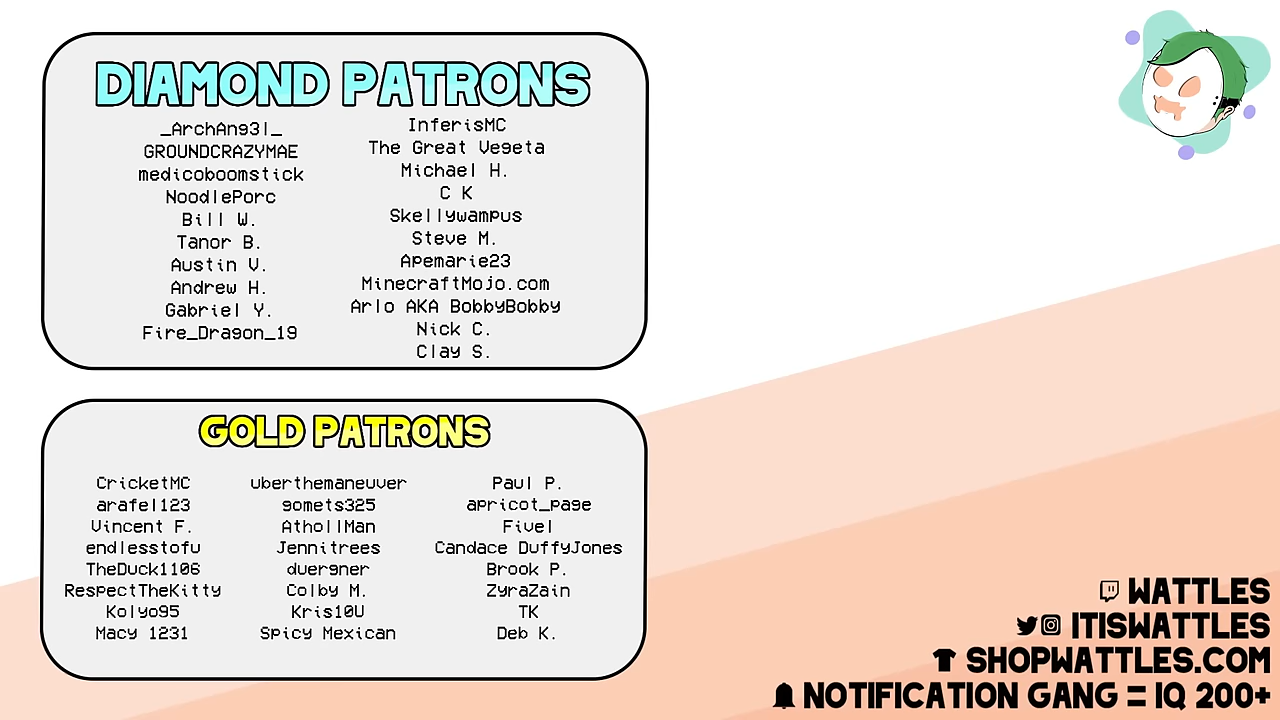 DIAMOND PATRONS
_ArchAng3l_
GROUNDCRAZYMAE
medicoboomstick
NoodlePorc
Bill W.
Tanor B.
Austin V.
Andrew H.
Gabriel Y.
Fire_Dragon_19
InferisMC
The Great Vegeta
Michael H.
C K
Skellywampus
Steve M.
Apemarie23
MinecraftMojo.com
Arlo AKA BobbyBobby
Nick C.
Clay S.
GOLD PATRONS
CricketMC
arafel123
Vincent F.
endlesstofu
TheDuck1106
RespectTheKitty
Kolyo95
Macy 1231
uberthemaneuver
gomets325
AthollMan
Jennitrees
duergner
Colby M.
Kris10U
Spicy Mexican
Paul P.
apricot_page
Fivel
Candace DuffyJones
Brook P.
ZyraZain
TK
Deb K.
WATTLES
ITISWATTLES
SHOPWATTLES.COM
NOTIFICATION GANG = IQ 200+